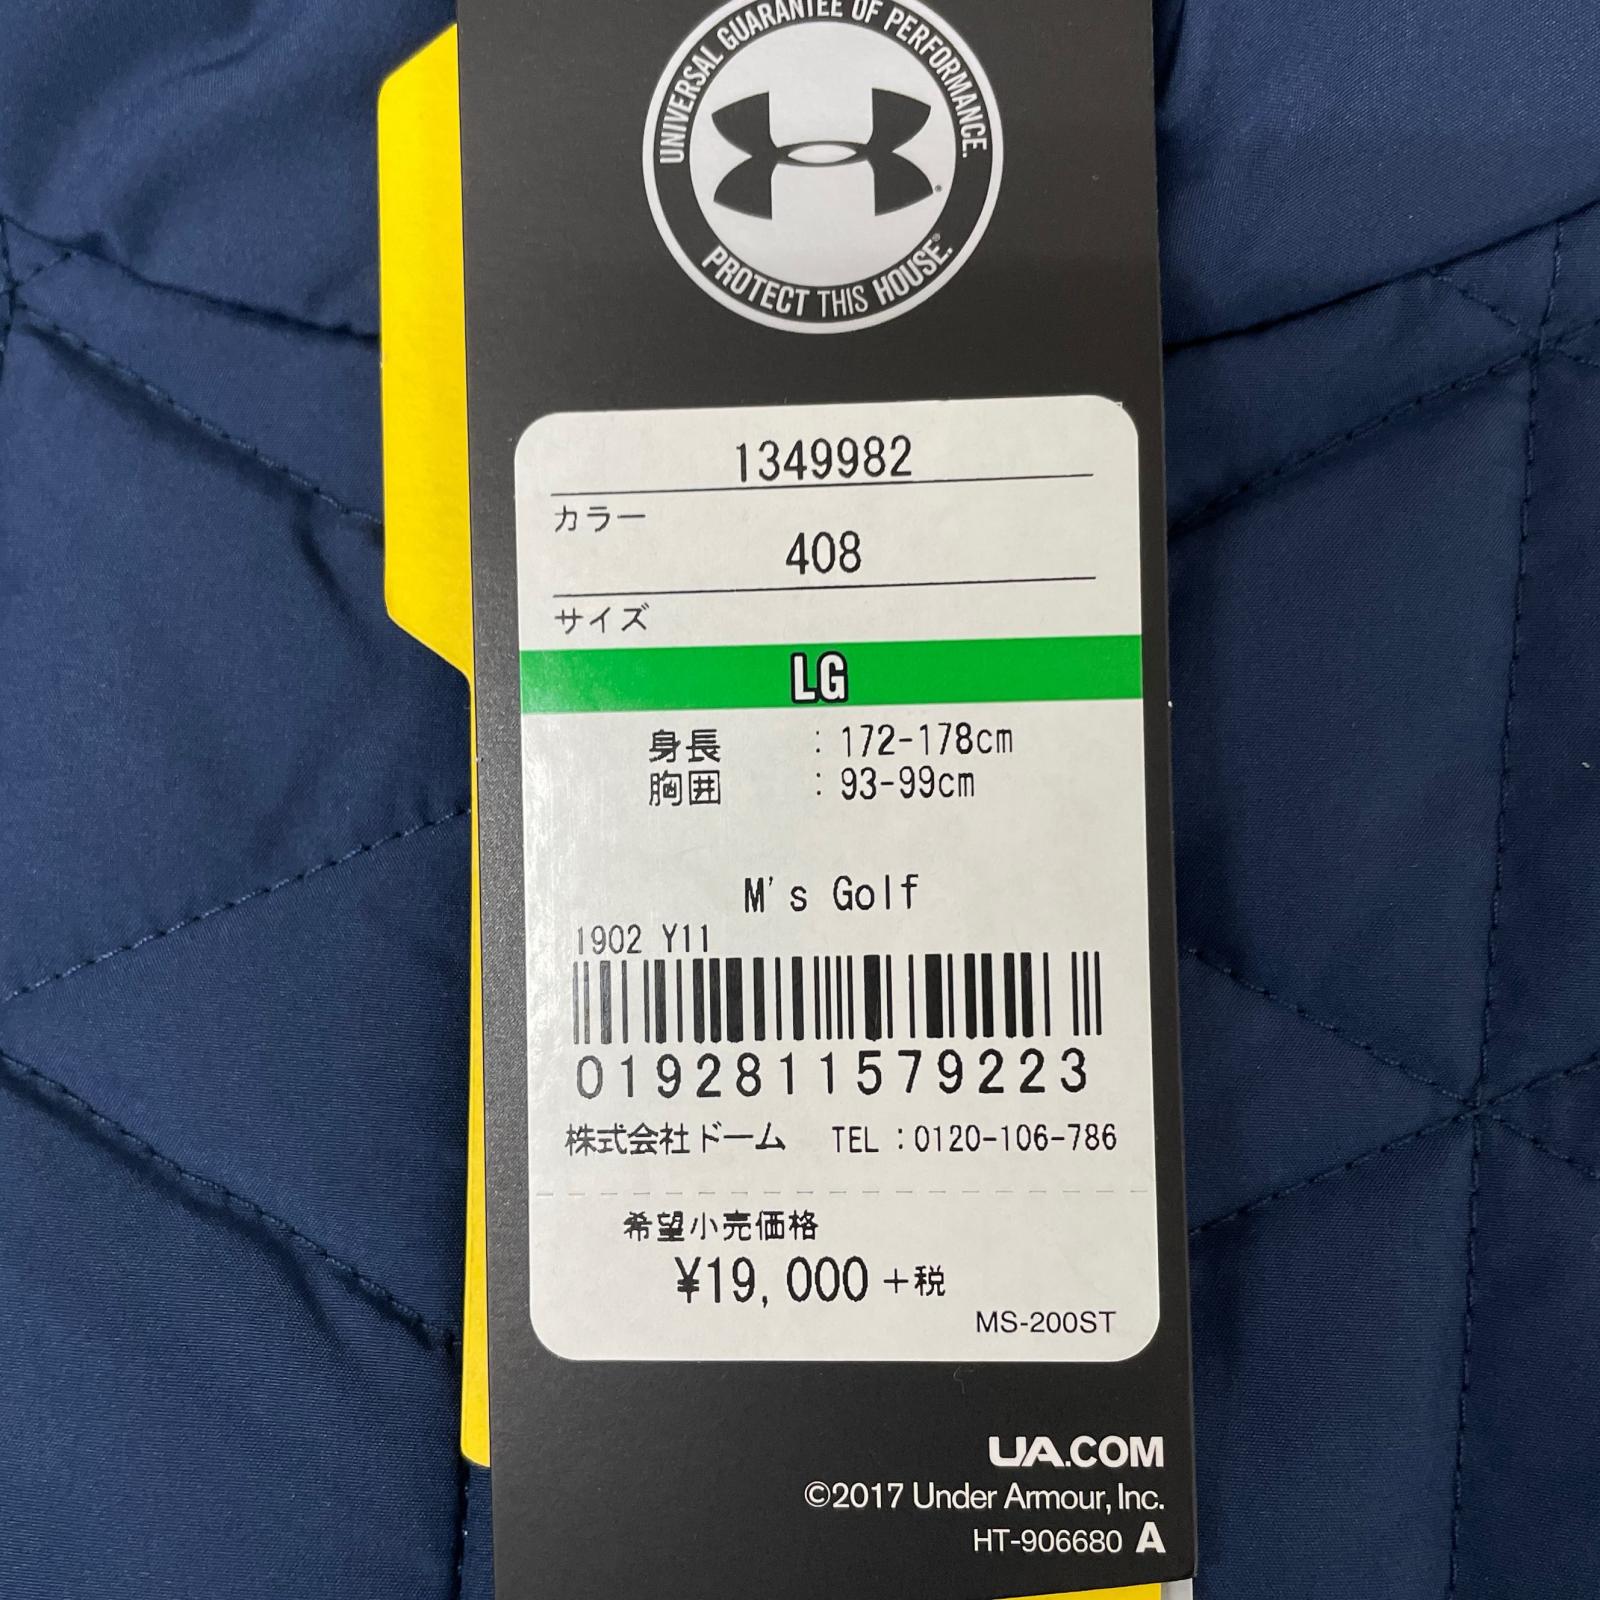 UNIVERSAL GUARANTEE OF PERFORMANCE.
PROTECT THIS HOUSE.®
1349982
カラー
408
サイズ
LG
身長 : 172-178cm
胸囲 : 93-99cm
M's Golf
1902 Y11
0192811579223
株式会社ドーム TEL:0120-106-786
希望小売価格
¥19,000+税
MS-200ST
UA.COM
©2017 Under Armour, Inc.
HT-906680 A